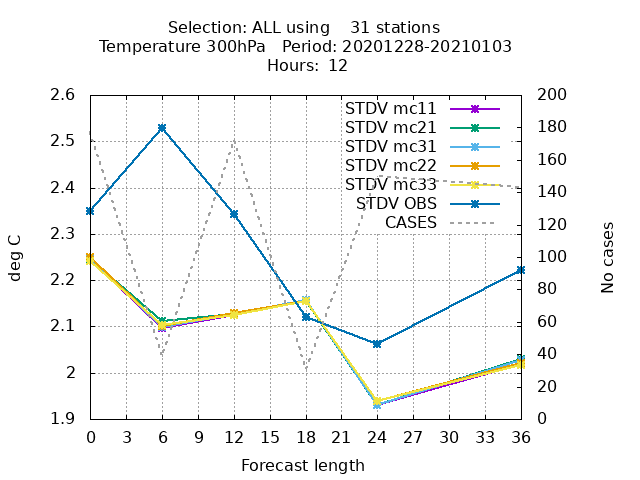 Selection: ALL using    31 stations
Temperature 300hPa   Period: 20201228-20210103
Hours: 12
2.6
2.5
2.4
2.3
2.2
2.1
2
1.9
deg C
200
180
160
140
120
100
80
60
40
20
0
No cases
STDV mc11
STDV mc21
STDV mc31
STDV mc22
STDV mc33
STDV OBS
CASES
0 3 6 9 12 15 18 21 24 27 30 33 36
Forecast length